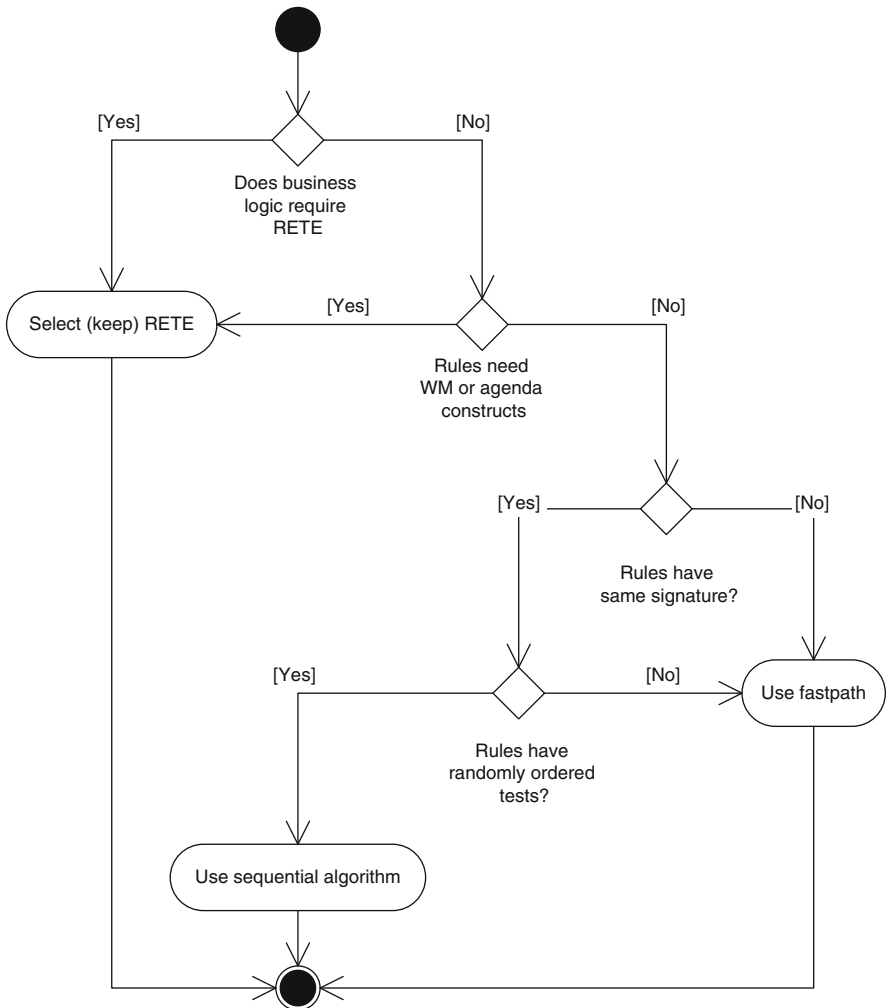 [Yes]
[No]
Does business
logic require
RETE
Select (keep) RETE
[Yes]
[No]
Rules need
WM or agenda
constructs
[Yes]
[No]
Rules have
same signature?
[Yes]
[No]
Use fastpath
Rules have
randomly ordered
tests?
Use sequential algorithm